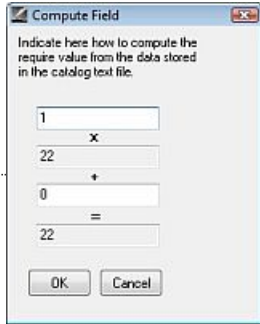 Compute Field
Indicate here how to compute the
require value from the data stored
in the catalog text file.
1
x
22
+
0
=
22
OK
Cancel